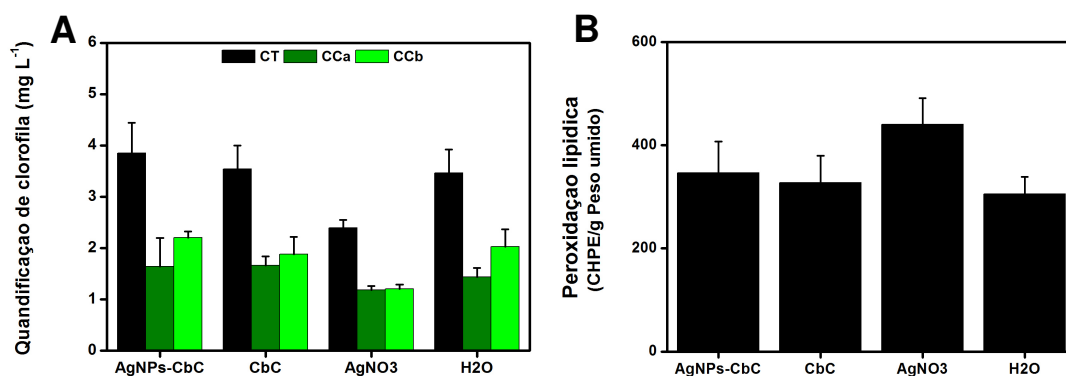 A
Quandificaçao de clorofila (mg L⁻¹)
6
5
4
3
2
1
0
CT CCa CCb
AgNPs-CbC CbC AgNO3 H2O
B
Peroxidaçao lipidica
(CHPE/g Peso umido)
600
400
200
0
AgNPs-CbC CbC AgNO3 H2O